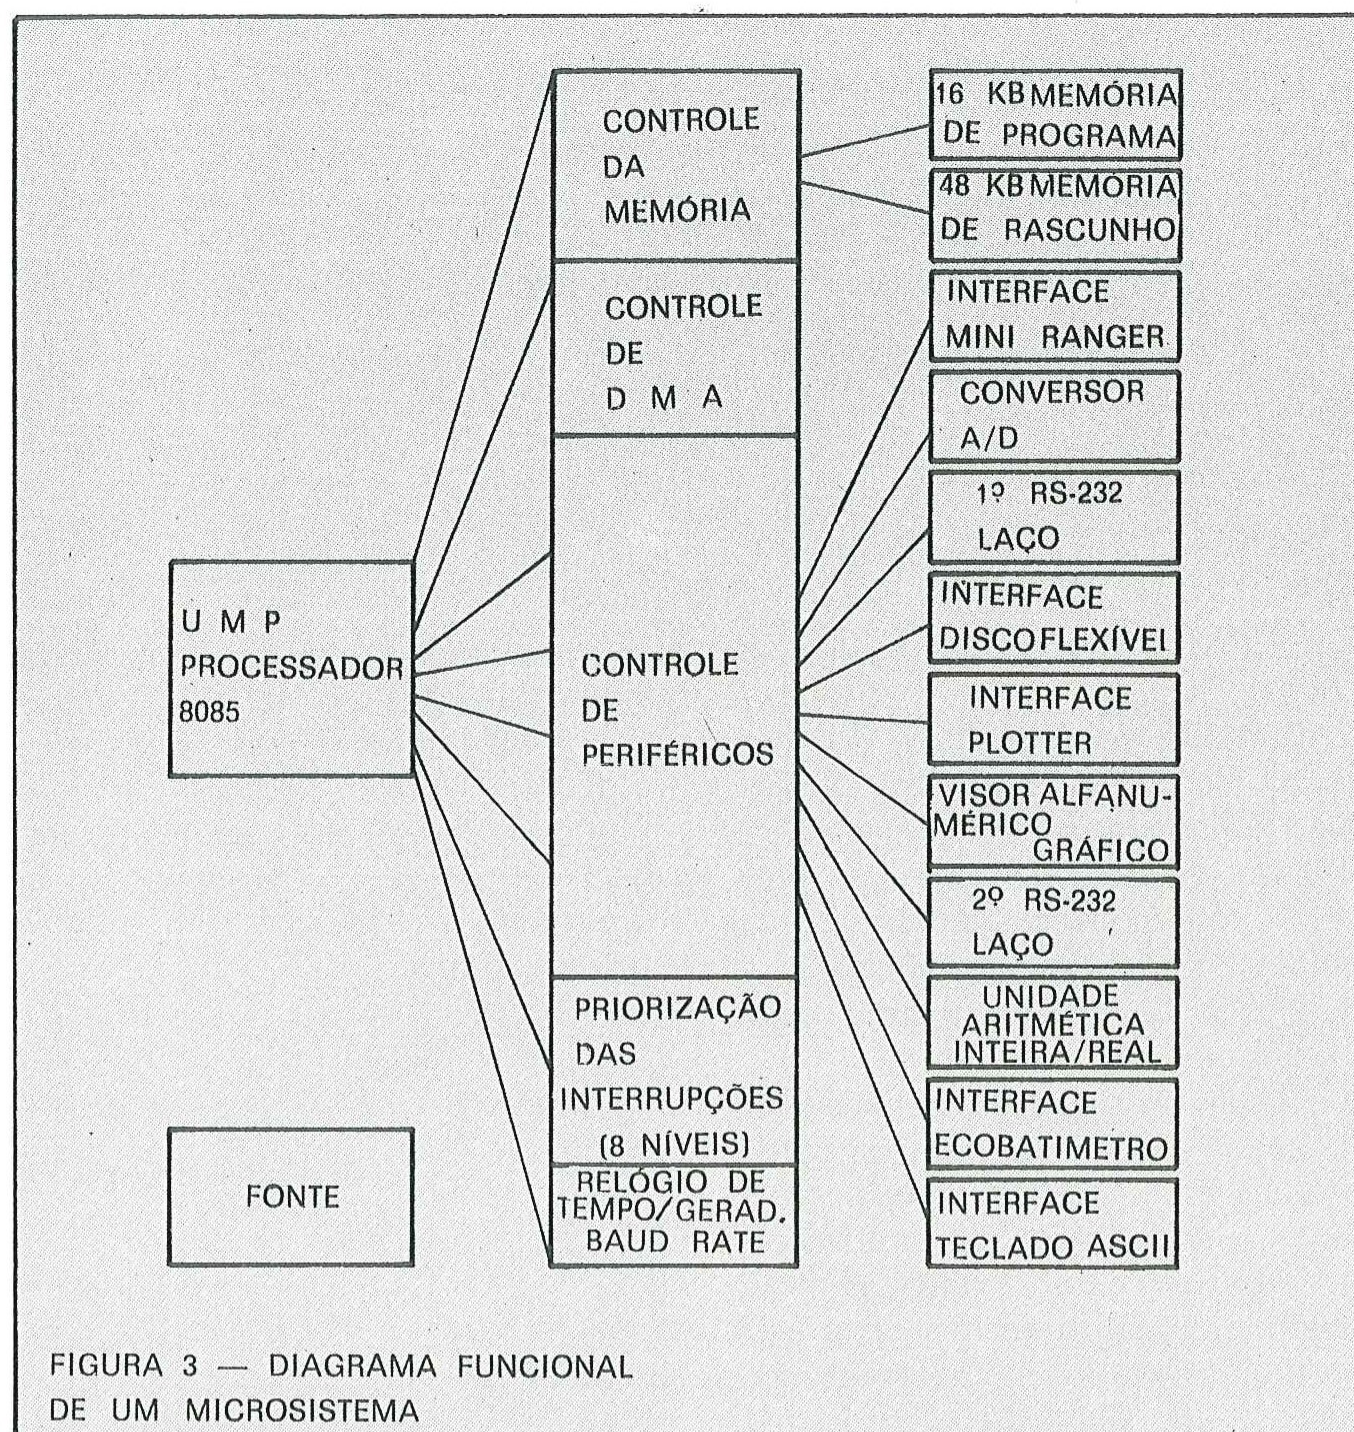 CONTROLE
DA
MEMÓRIA
CONTROLE
DE
D M A
CONTROLE
DE
PERIFÉRICOS
PRIORIZAÇÃO
DAS
INTERRUPÇÕES
(8 NÍVEIS)
RELÓGIO DE
TEMPO/GERAD.
BAUD RATE
U M P
PROCESSADOR
8085
FONTE
16 KB MEMÓRIA
DE PROGRAMA
48 KB MEMÓRIA
DE RASCUNHO
INTERFACE
MINI RANGER
CONVERSOR
A/D
1º RS-232
LAÇO
INTERFACE
DISCO FLEXÍVEl
INTERFACE
PLOTTER
VISOR ALFANU-
MÉRICO
GRÁFICO
2º RS-232
LAÇO
UNIDADE
ARITMÉTICA
INTEIRA/REAL
INTERFACE
ECOBATIMETRO
INTERFACE
TECLADO ASCII
FIGURA 3 — DIAGRAMA FUNCIONAL
DE UM MICROSISTEMA